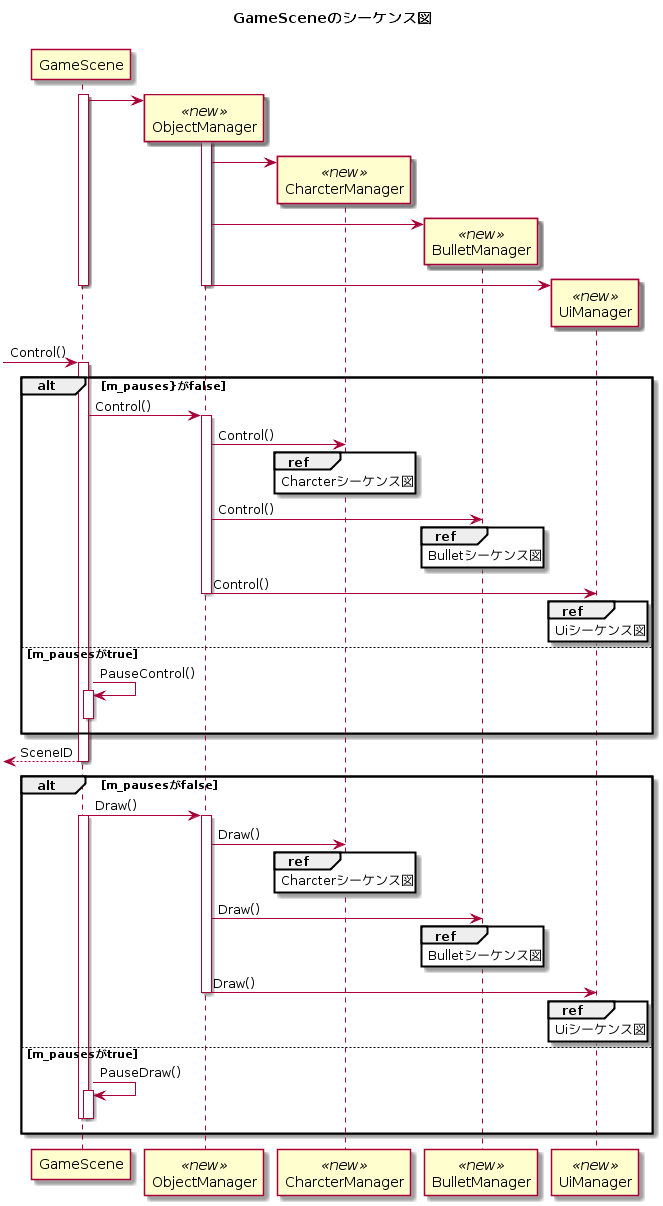 GameSceneのシーケンス図
GameScene
«new»
ObjectManager
«new»
CharcterManager
«new»
BulletManager
«new»
UiManager
Control()
alt [m_pauses}がfalse]
Control()
Control()
ref
Charcterシーケンス図
Control()
ref
Bulletシーケンス図
Control()
ref
Uiシーケンス図
[m_pausesがtrue]
PauseControl()
SceneID
alt [m_pausesがfalse]
Draw()
Draw()
ref
Charcterシーケンス図
Draw()
ref
Bulletシーケンス図
Draw()
ref
Uiシーケンス図
[m_pausesがtrue]
PauseDraw()
GameScene
«new»
ObjectManager
«new»
CharcterManager
«new»
BulletManager
«new»
UiManager